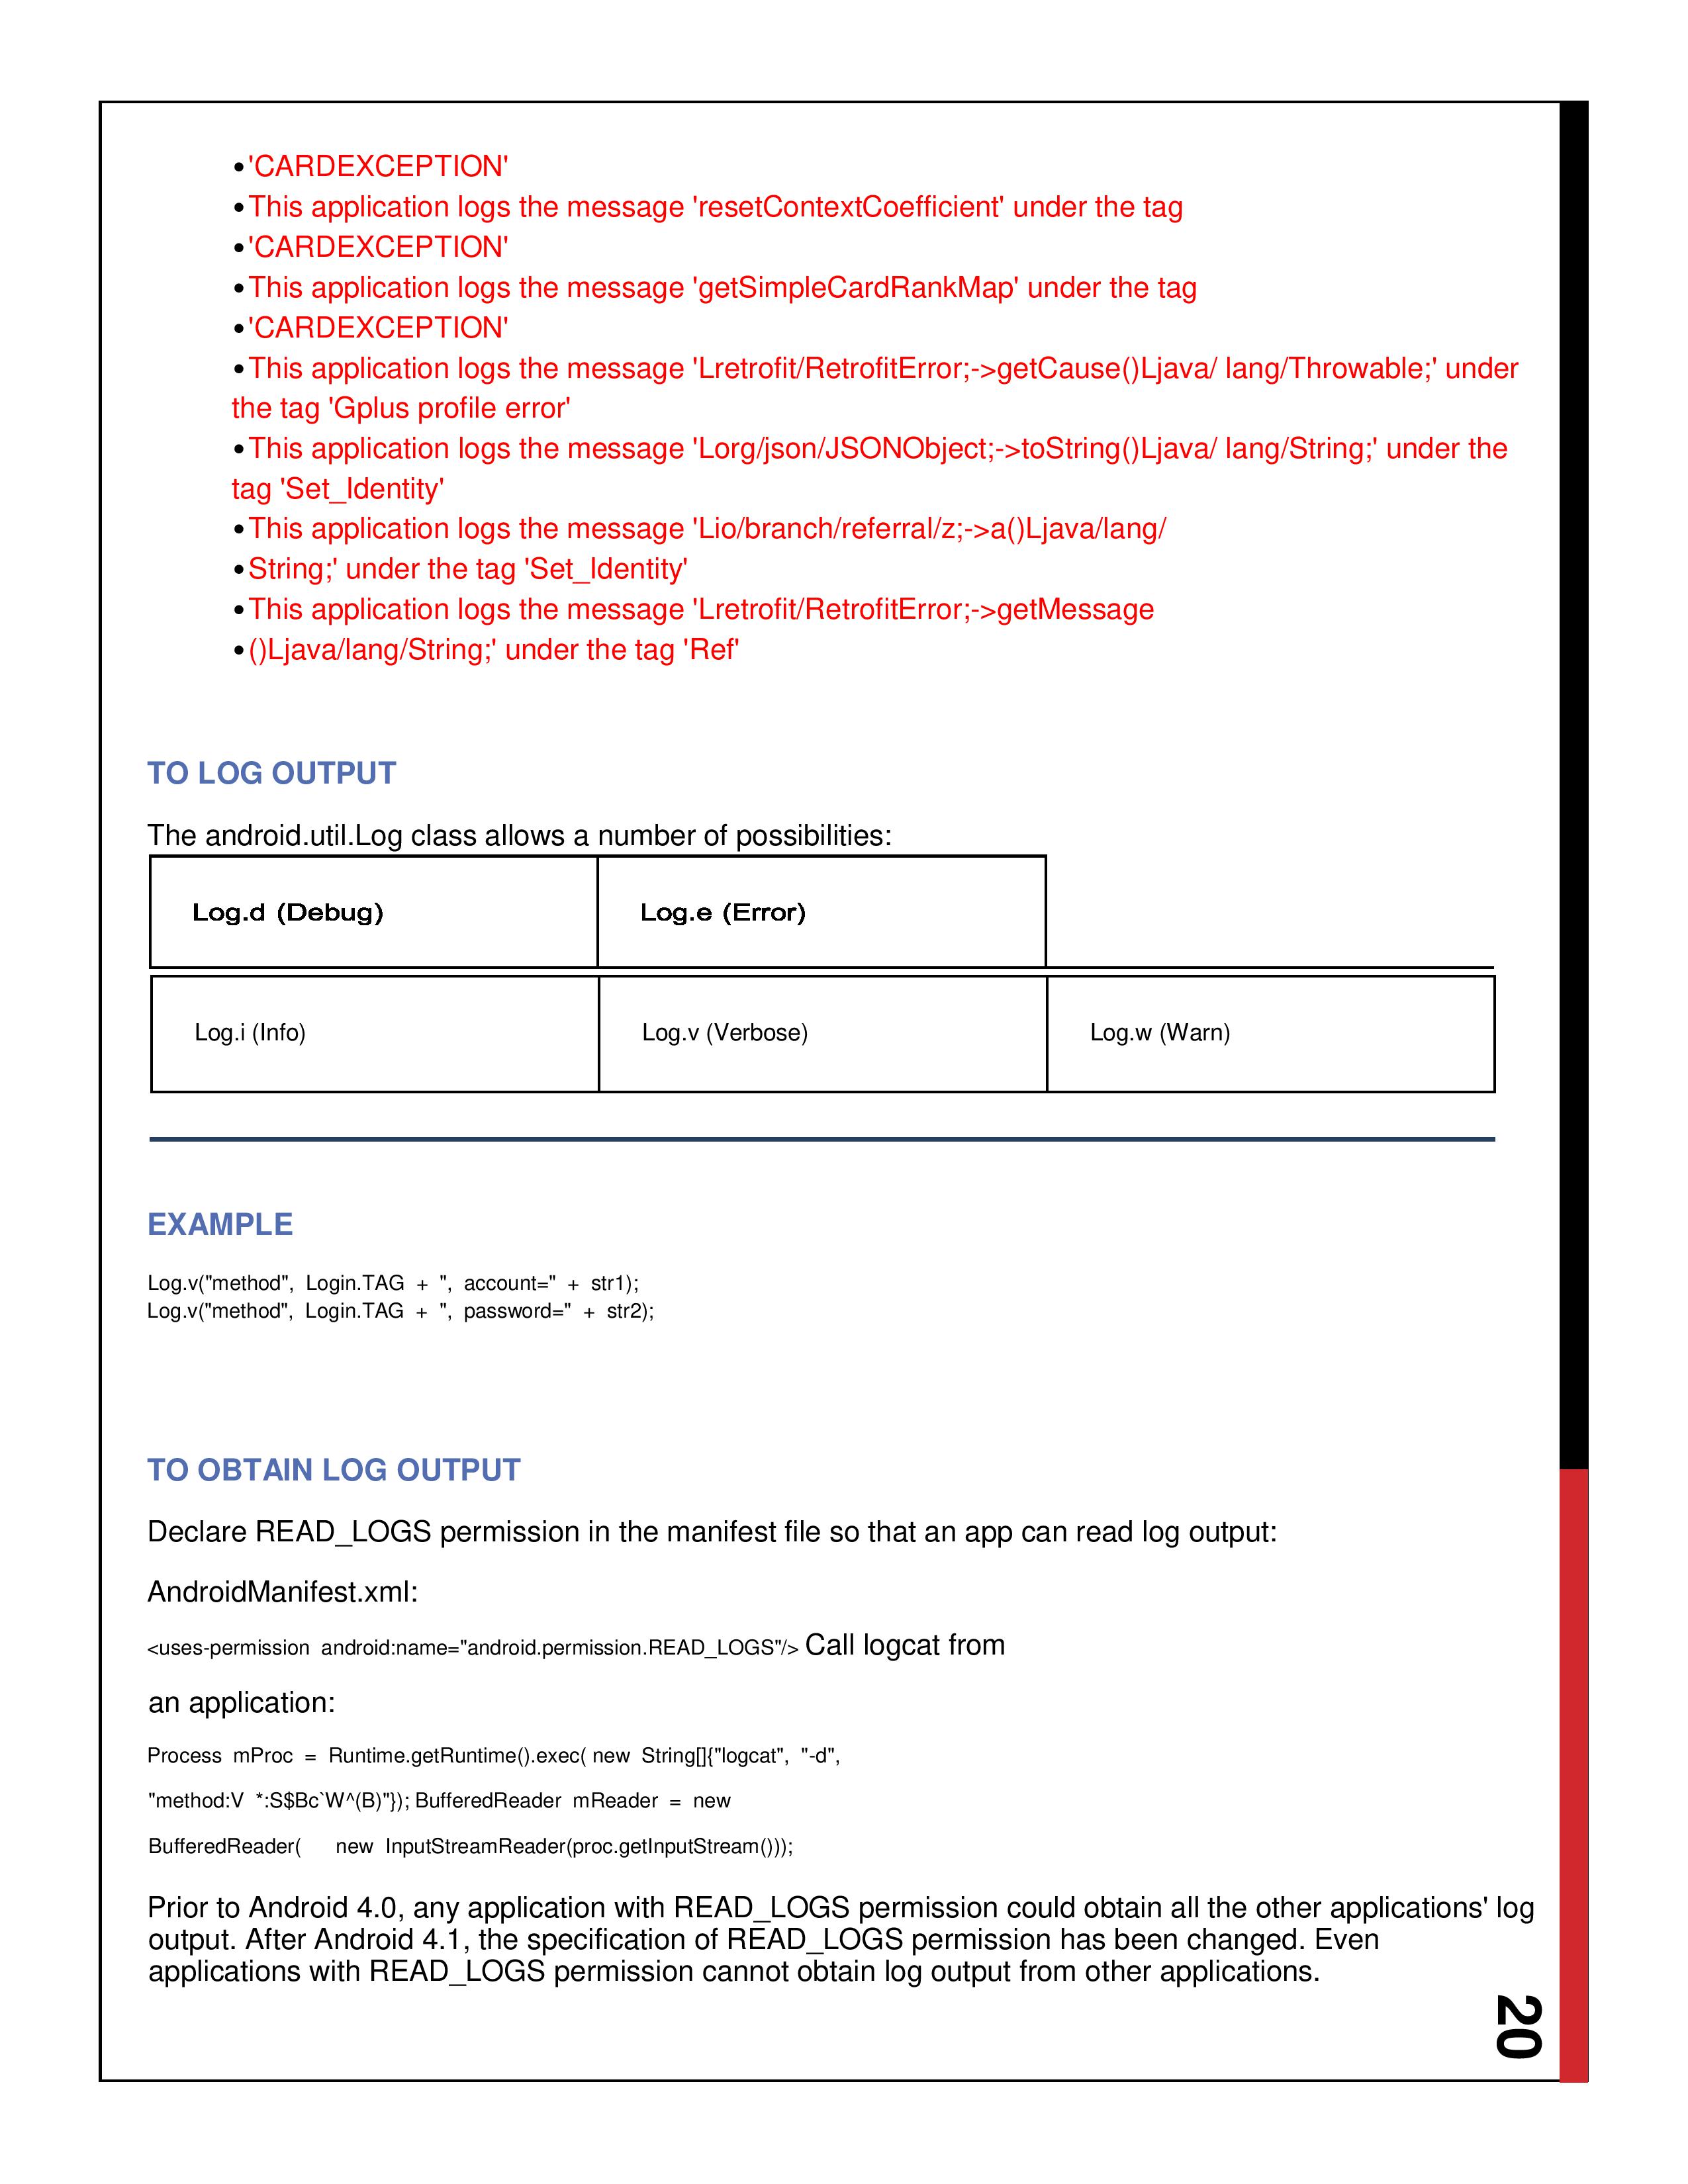 •'CARDEXCEPTION'
•This application logs the message 'resetContextCoefficient' under the tag
•'CARDEXCEPTION'
•This application logs the message 'getSimpleCardRankMap' under the tag
•'CARDEXCEPTION'
•This application logs the message 'Lretrofit/RetrofitError;->getCause()Ljava/ lang/Throwable;' under
the tag 'Gplus profile error'
•This application logs the message 'Lorg/json/JSONObject;->toString()Ljava/ lang/String;' under the
tag 'Set_Identity'
•This application logs the message 'Lio/branch/referral/z;->a()Ljava/lang/
•String;' under the tag 'Set_Identity'
•This application logs the message 'Lretrofit/RetrofitError;->getMessage
•()Ljava/lang/String;' under the tag 'Ref'
TO LOG OUTPUT
The android.util.Log class allows a number of possibilities:
Log.d (Debug) Log.e (Error)
Log.i (Info) Log.v (Verbose) Log.w (Warn)
EXAMPLE
Log.v("method", Login.TAG + ", account=" + str1);
Log.v("method", Login.TAG + ", password=" + str2);
TO OBTAIN LOG OUTPUT
Declare READ_LOGS permission in the manifest file so that an app can read log output:
AndroidManifest.xml:
<uses-permission android:name="android.permission.READ_LOGS"/> Call logcat from
an application:
Process mProc = Runtime.getRuntime().exec( new String[]{"logcat", "-d",
"method:V *:S$Bc`W^(B)"}); BufferedReader mReader = new
BufferedReader( new InputStreamReader(proc.getInputStream()));
Prior to Android 4.0, any application with READ_LOGS permission could obtain all the other applications' log
output. After Android 4.1, the specification of READ_LOGS permission has been changed. Even
applications with READ_LOGS permission cannot obtain log output from other applications.
20